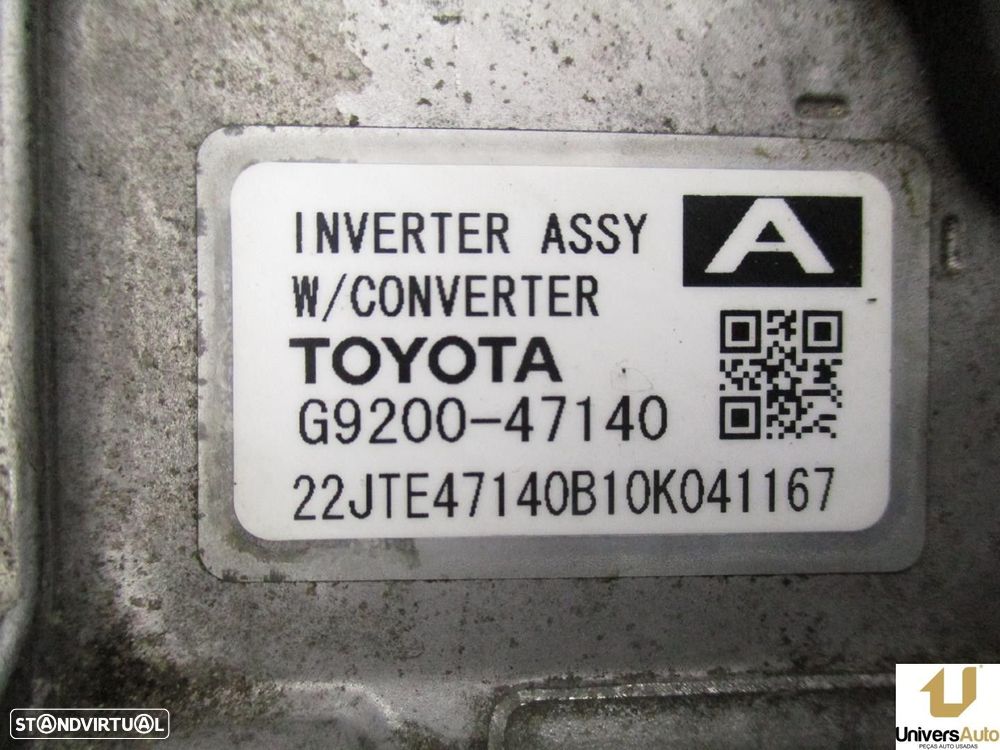 INVERTER ASSY
A
W/CONVERTER
TOYOTA
G9200-47140
22JTE47140B10K041167
STANDVIRTUAL
UniversAuto
PEÇAS AUTO USADAS